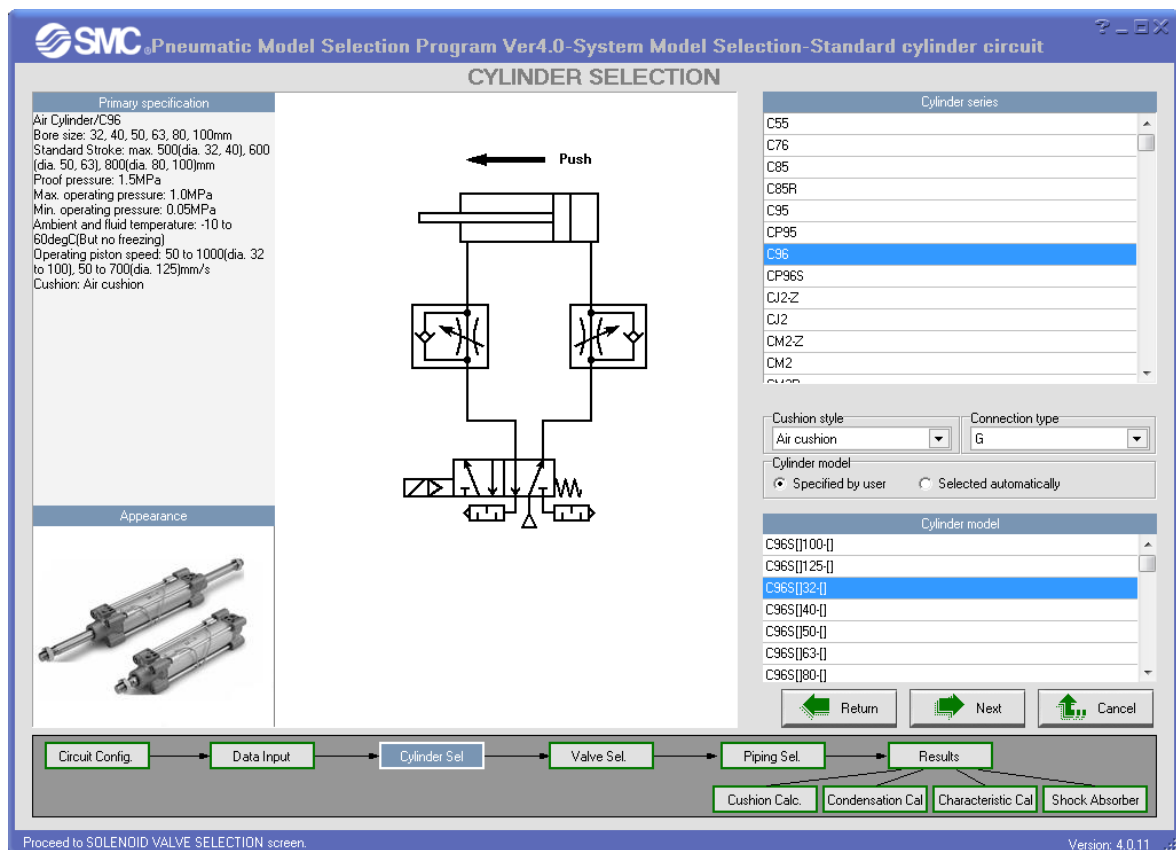 SMC® Pneumatic Model Selection Program Ver4.0-System Model Selection-Standard cylinder circuit
CYLINDER SELECTION
Primary specification
Air Cylinder/C96
Bore size: 32, 40, 50, 63, 80, 100mm
Standard Stroke: max. 500(dia. 32, 40), 600
(dia. 50, 63), 800(dia. 80, 100)mm
Proof pressure: 1.5MPa
Max. operating pressure: 1.0MPa
Min. operating pressure: 0.05MPa
Ambient and fluid temperature: -10 to
60degC(But no freezing)
Operating piston speed: 50 to 1000(dia. 32
to 100), 50 to 700(dia. 125)mm/s
Cushion: Air cushion
Appearance
Push
Cylinder series
C55
C76
C85
C85R
C95
CP95
C96
CP96S
CJ2-Z
CJ2
CM2-Z
CM2
Cushion style
Air cushion
Connection type
G
Cylinder model
Specified by user
Selected automatically
Cylinder model
C96S[]100-[]
C96S[]125-[]
C96S[]32-[]
C96S[]40-[]
C96S[]50-[]
C96S[]63-[]
C96S[]80-[]
Return
Next
Cancel
Circuit Config.
Data Input
Cylinder Sel
Valve Sel.
Piping Sel.
Results
Cushion Calc.
Condensation Cal
Characteristic Cal
Shock Absorber
Proceed to SOLENOID VALVE SELECTION screen.
Version: 4.0.11